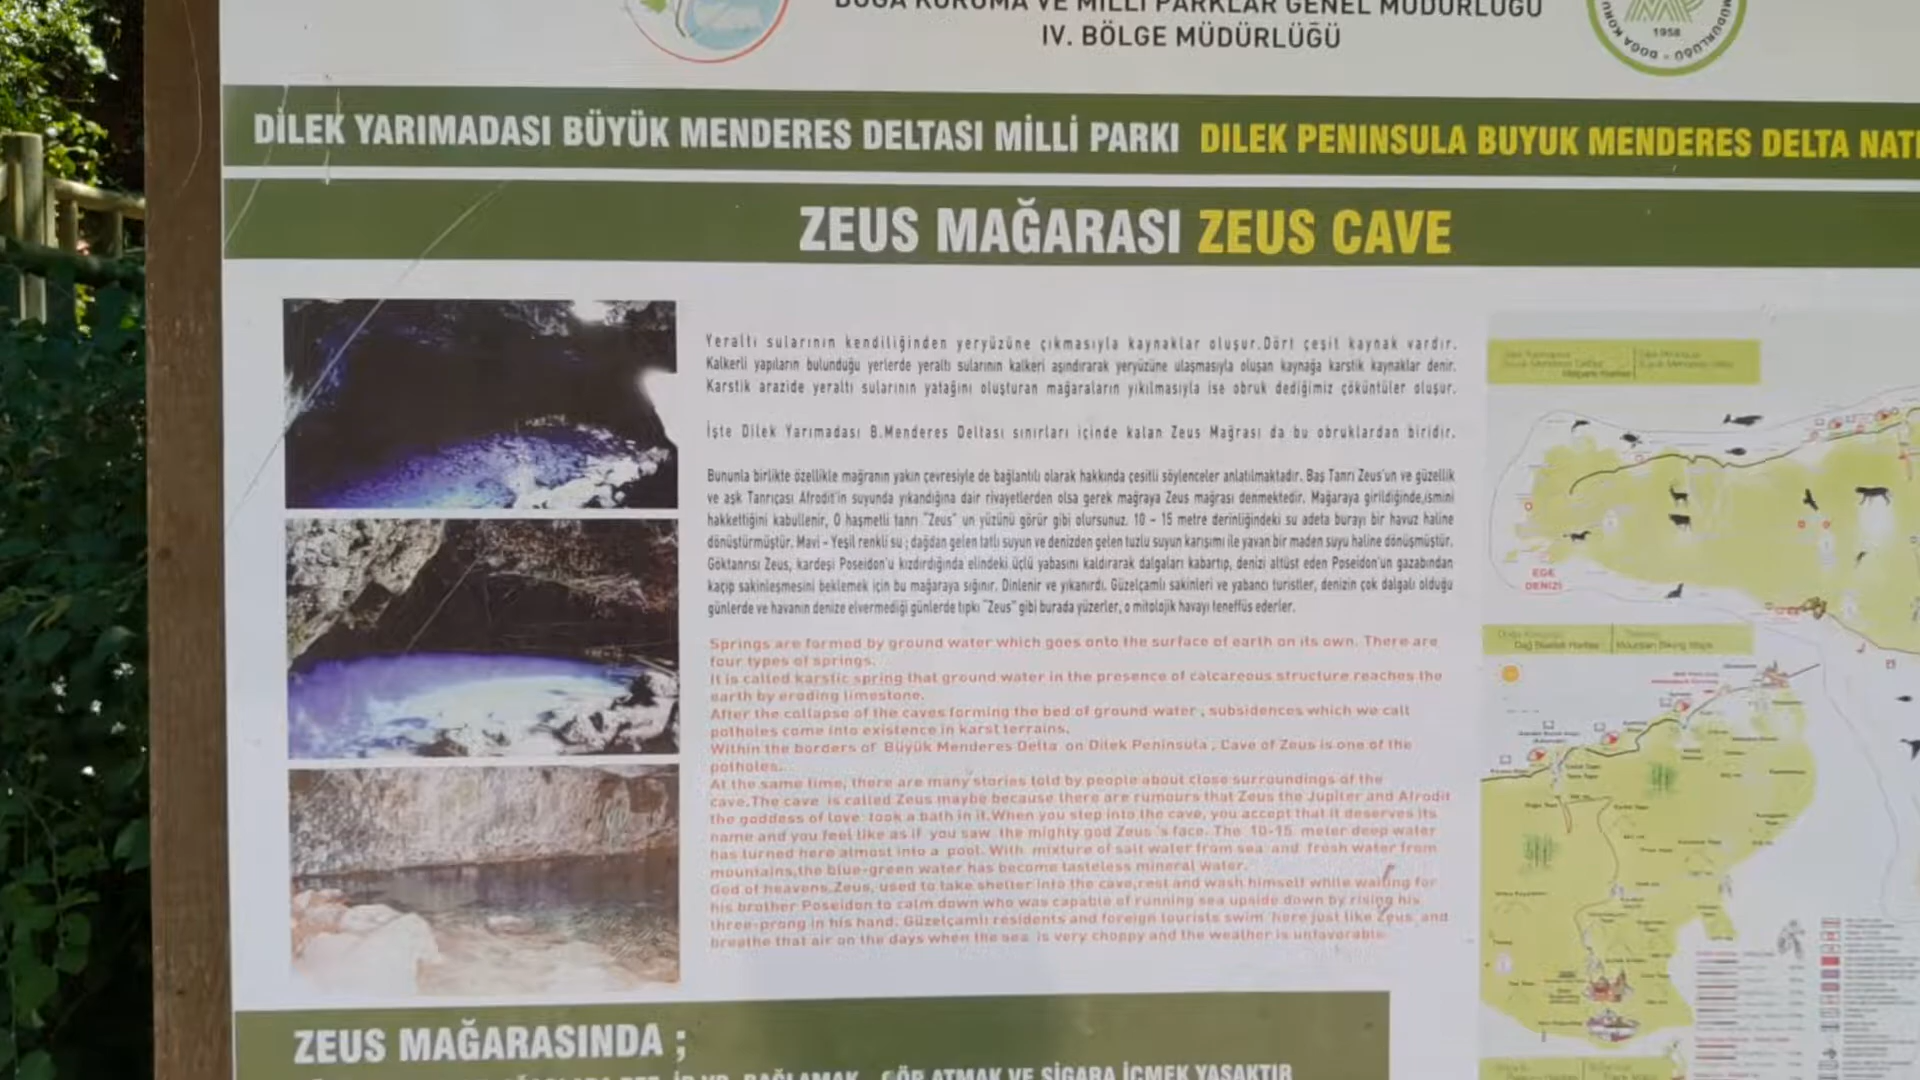 DOĞA KORUMA VE MİLLİ PARKLAR GENEL MÜDÜRLÜĞÜ
IV. BÖLGE MÜDÜRLÜĞÜ
1958
DİLEK YARIMADASI BÜYÜK MENDERES DELTASI MİLLİ PARKI DILEK PENINSULA BUYUK MENDERES DELTA NATI
ZEUS MAĞARASI ZEUS CAVE
Yeraltı sularının kendiliğinden yeryüzüne çıkmasıyla kaynaklar oluşur.Dört çeşit kaynak vardır.
Kalkerli yapıların bulunduğu yerlerde yeraltı sularının kalkeri aşındırarak yeryüzüne ulaşmasıyla oluşan kaynağa karstik kaynaklar denir.
Karstik arazide yeraltı sularının yatağını oluşturan mağaraların yıkılmasıyla ise obruk dediğimiz çöküntüler oluşur.
İşte Dilek Yarımadası B.Menderes Deltası sınırları içinde kalan Zeus Mağrası da bu obruklardan biridir.
Bununla birlikte özellikle mağranın yakın çevresiyle de bağlantılı olarak hakkında çeşitli söylenceler anlatılmaktadır. Baş Tanrı Zeus'un ve güzellik
ve aşk Tanrıçası Afrodit'in suyunda yıkandığına dair rivayetlerden olsa gerek mağraya Zeus mağrası denmektedir. Mağaraya girildiğinde,ismini
hakkettiğini kabullenir, O haşmetli tanrı "Zeus" un yüzünü görür gibi olursunuz. 10 - 15 metre derinliğindeki su adeta burayı bir havuz haline
dönüştürmüştür. Mavi - Yeşil renkli su ; dağdan gelen tatlı suyun ve denizden gelen tuzlu suyun karışımı ile yavan bir maden suyu haline dönüşmüştür.
Göktanrısı Zeus, kardeşi Poseidon'u kızdırdığında elindeki üçlü yabasını kaldırarak dalgaları kabartıp, denizi altüst eden Poseidon'un gazabından
kaçıp sakinleşmesini beklemek için bu mağaraya sığınır. Dinlenir ve yıkanırdı. Güzelçamlı sakinleri ve yabancı turistler, denizin çok dalgalı olduğu
günlerde ve havanın denize elvermediği günlerde tıpkı "Zeus" gibi burada yüzerler, o mitolojik havayı teneffüs ederler.
Springs are formed by ground water which goes onto the surface of earth on its own. There are
four types of springs.
It is called karstic spring that ground water in the presence of calcareous structure reaches the
earth by eroding limestone.
After the collapse of the caves forming the bed of ground water , subsidences which we call
potholes come into existence in karst terrains.
Within the borders of Büyük Menderes Delta on Dilek Peninsula , Cave of Zeus is one of the
potholes.
At the same time, there are many stories told by people about close surroundings of the
cave.The cave is called Zeus maybe because there are rumours that Zeus the Jupiter and Afrodit
the goddess of love took a bath in it.When you step into the cave, you accept that it deserves its
name and you feel like as if you saw the mighty god Zeus 's face. The 10-15 meter deep water
has turned here almost into a pool. With mixture of salt water from sea and fresh water from
mountains,the blue-green water has become tasteless mineral water.
God of heavens,Zeus, used to take shelter into the cave,rest and wash himself while waiting for
his brother Poseidon to calm down who was capable of running sea upside down by rising his
three-prong in his hand. Güzelçamlı residents and foreign tourists swim here just like Zeus and
breathe that air on the days when the sea is very choppy and the weather is unfavorable.
EGE
DENİZİ
ZEUS MAĞARASINDA ;
BAĞLAMAK, ÇÖP ATMAK VE SİGARA İÇMEK YASAKTIR